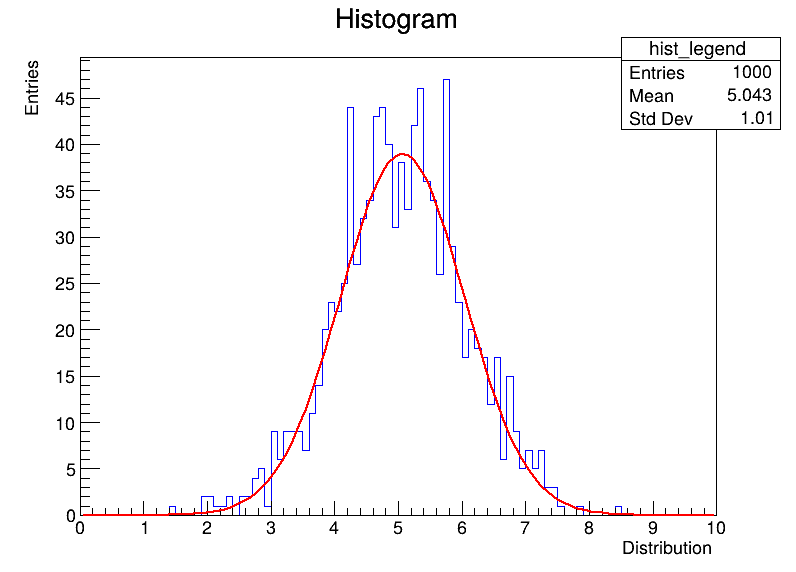 Histogram
hist_legend
Entries 1000
Mean 5.043
Std Dev 1.01
Entries
45
40
35
30
25
20
15
10
5
0
0 1 2 3 4 5 6 7 8 9 10
Distribution